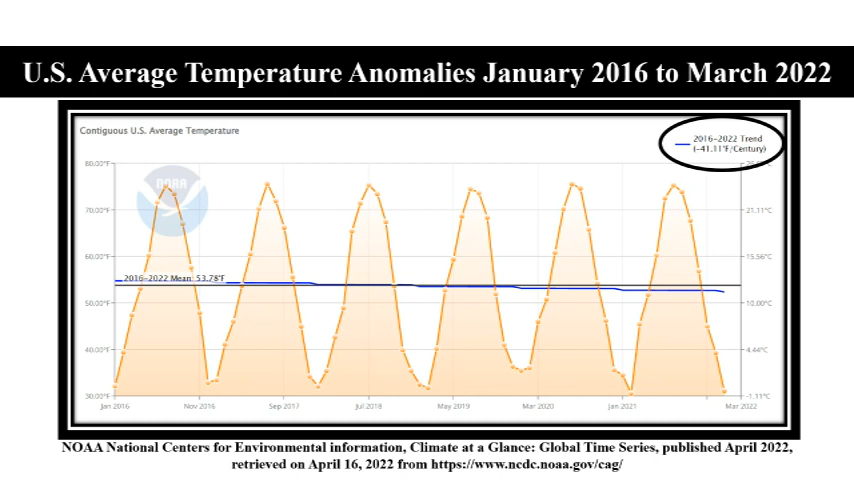 U.S. Average Temperature Anomalies January 2016 to March 2022
Contiguous U.S. Average Temperature
2016-2022 Trend
(-41.11°F/Century)
80.00°F
70.00°F
60.00°F
50.00°F
40.00°F
30.00°F
21.11°C
15.56°C
10.00°C
4.44°C
-1.11°C
NOAA
2016-2022 Mean: 53.78°F
Jan 2016
Nov 2016
Sep 2017
Jul 2018
May 2019
Mar 2020
Jan 2021
Mar 2022
NOAA National Centers for Environmental information, Climate at a Glance: Global Time Series, published April 2022,
retrieved on April 16, 2022 from https://www.ncdc.noaa.gov/cag/